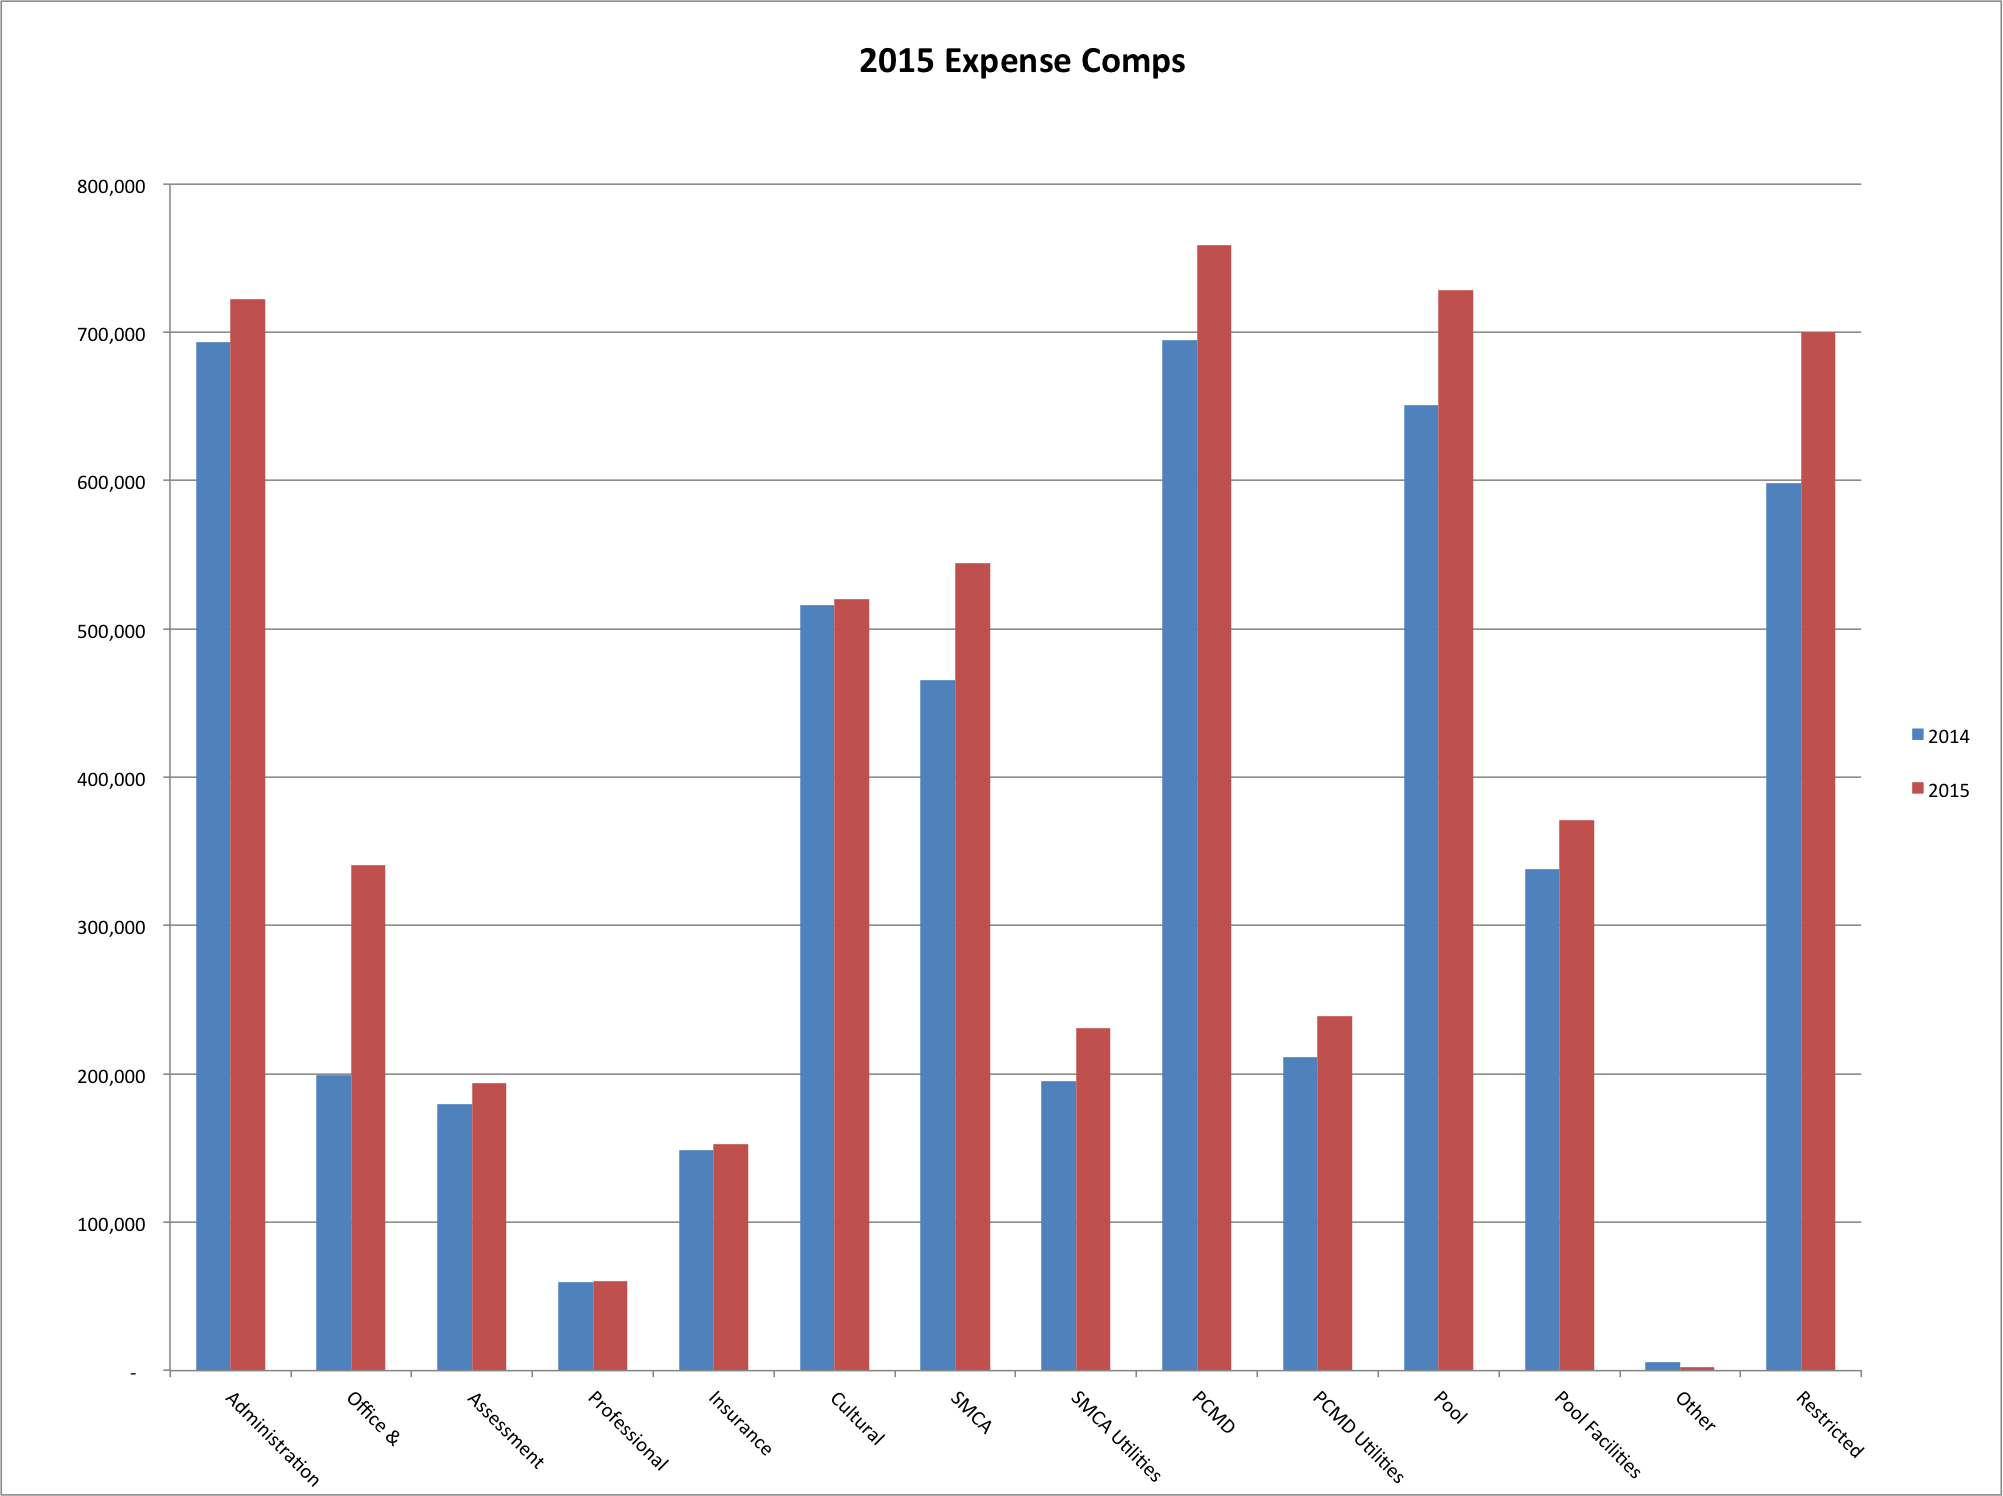 2015 Expense Comps
800,000
700,000
600,000
500,000
400,000
300,000
200,000
100,000
-
Administration
Office &
Assessment
Professional
Insurance
Cultural
SMCA
SMCA Utilities
PCMD
PCMD Utilities
Pool
Pool Facilities
Other
Restricted
2014
2015